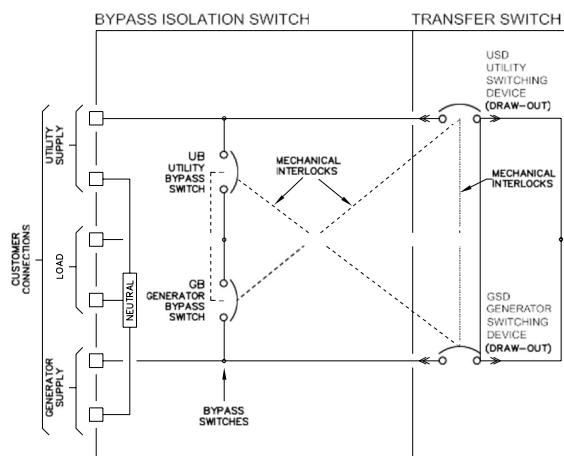 BYPASS ISOLATION SWITCH
TRANSFER SWITCH
USD
UTILITY
SWITCHING
DEVICE
(DRAW-OUT)
UTILITY
SUPPLY
UB
UTILITY
BYPASS
SWITCH
MECHANICAL
INTERLOCKS
MECHANICAL
INTERLOCKS
CUSTOMER
CONNECTIONS
LOAD
NEUTRAL
GB
GENERATOR
BYPASS
SWITCH
GSD
GENERATOR
SWITCHING
DEVICE
(DRAW-OUT)
GENERATOR
SUPPLY
BYPASS
SWITCHES